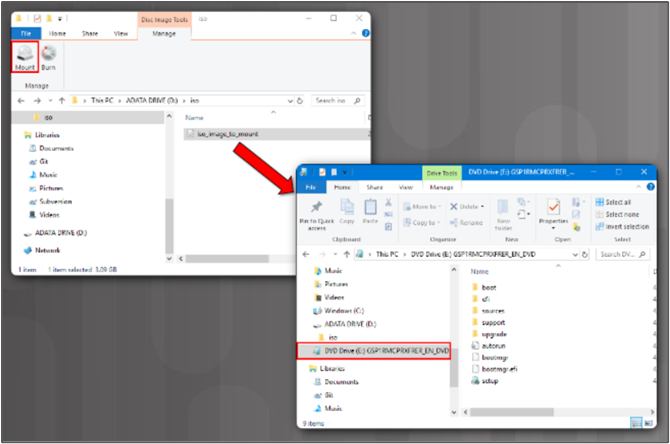 Disc Image Tools iso
File Home Share View Manage
Mount Burn
Manage
This PC > ADATA DRIVE (D:) > iso Search iso
iso Name
Libraries iso_image_to_mount
Documents
Git
Music
Pictures
Subversion
Videos
ADATA DRIVE (D:)
Network
1 item 1 item selected 3.09 GB
Drive Tools DVD Drive (E:) GSP1RMCPRXFRER_...
File Home Share View Manage
Pin to Quick access Copy Paste Move to Copy to Delete Rename New folder Properties Select all Select none Invert selection
Clipboard Organise New Open Select
This PC > DVD Drive (E:) GSP1RMCPRXFRER_EN_DVD Search DV...
Name
Music
Pictures
Videos
Windows (C:)
ADATA DRIVE (D:)
iso
DVD Drive (E:) GSP1RMCPRXFRER_EN_DVD
Libraries
Documents
Git
Music
boot
efi
sources
support
upgrade
autorun
bootmgr
bootmgr.efi
setup
9 items